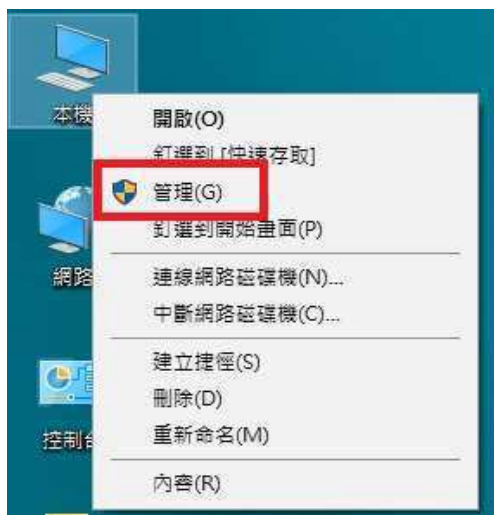 本機
開啟(O)
釘選到 [快速存取]
管理(G)
釘選到開始畫面(P)
網路
連線網路磁碟機(N)...
中斷網路磁碟機(C)...
建立捷徑(S)
刪除(D)
控制台
重新命名(M)
內容(R)